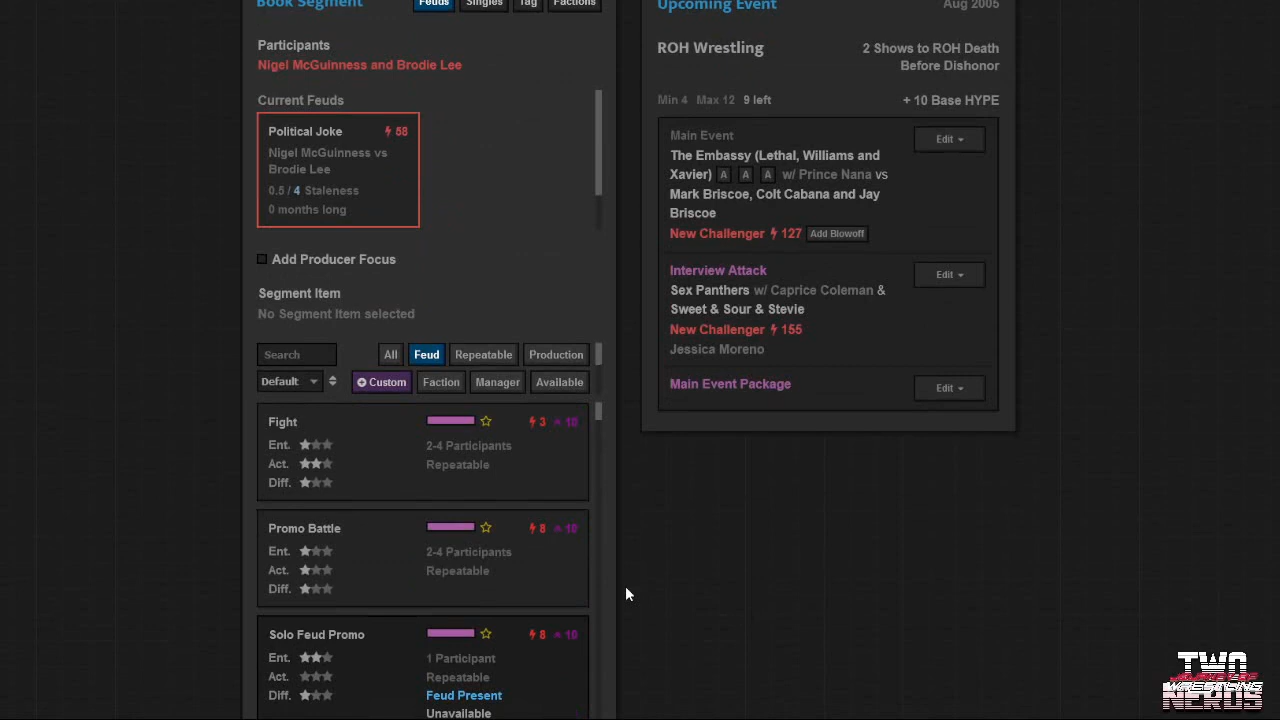 Book Segment
Feuds
Singles
Tag
Factions
Participants
Nigel McGuinness and Brodie Lee
Current Feuds
Political Joke
58
Nigel McGuinness vs
Brodie Lee
0.5 / 4 Staleness
0 months long
Add Producer Focus
Segment Item
No Segment Item selected
Search
All
Feud
Repeatable
Production
Default
Custom
Faction
Manager
Available
Fight
3
10
Ent.
2-4 Participants
Act.
Repeatable
Diff.
Promo Battle
8
10
Ent.
2-4 Participants
Act.
Repeatable
Diff.
Solo Feud Promo
8
10
Ent.
1 Participant
Act.
Repeatable
Diff.
Feud Present
Unavailable
Upcoming Event
Aug 2005
ROH Wrestling
2 Shows to ROH Death
Before Dishonor
Min 4 Max 12 9 left
+ 10 Base HYPE
Main Event
Edit
The Embassy (Lethal, Williams and
Xavier) A A A w/ Prince Nana vs
Mark Briscoe, Colt Cabana and Jay
Briscoe
New Challenger 127 Add Blowoff
Interview Attack
Edit
Sex Panthers w/ Caprice Coleman &
Sweet & Sour & Stevie
New Challenger 155
Jessica Moreno
Main Event Package
Edit
TWO
WRESTLING
NERDS